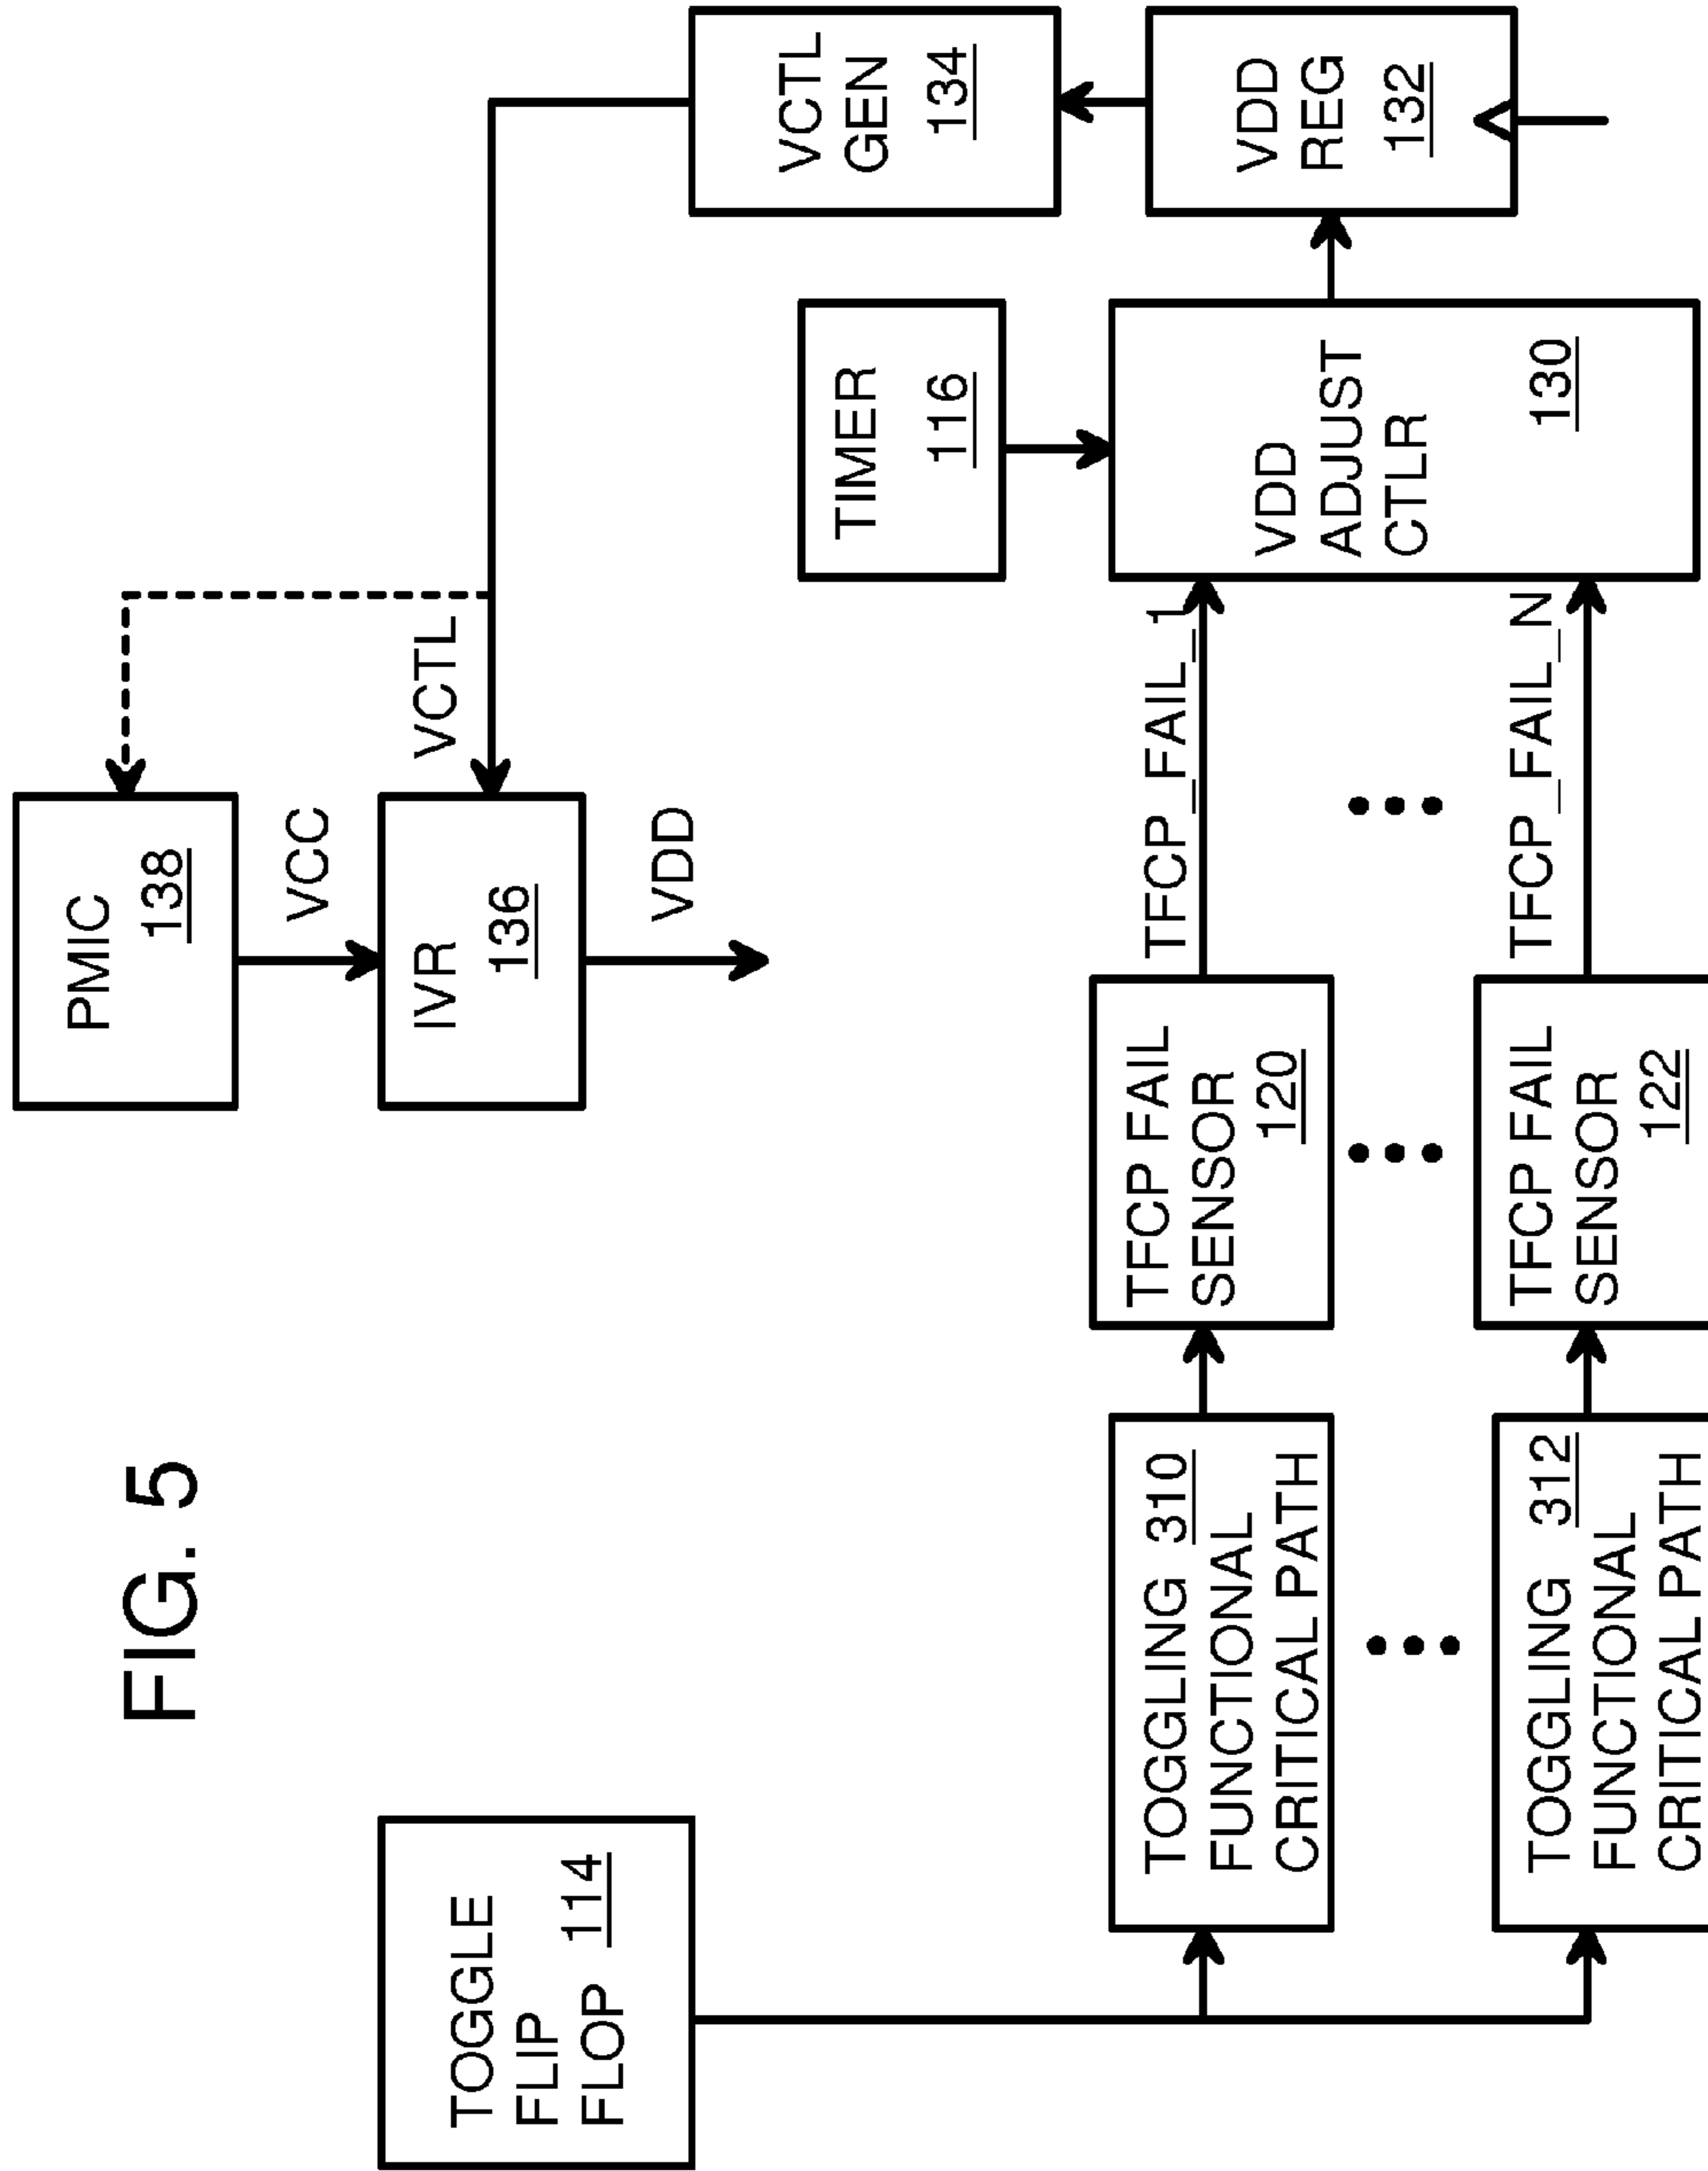 FIG. 5
PMIC
138
VCC
IVR
136
VDD
VCTL
VCTL
GEN
134
TOGGLE
FLIP
FLOP 114
TIMER
116
TOGGLING 310
FUNCTIONAL
CRITICAL PATH
TFCP FAIL
SENSOR
120
TFCP_FAIL_1
VDD
ADJUST
CTLR
130
VDD
REG
132
TOGGLING 312
FUNCTIONAL
CRITICAL PATH
TFCP FAIL
SENSOR
122
TFCP_FAIL_N